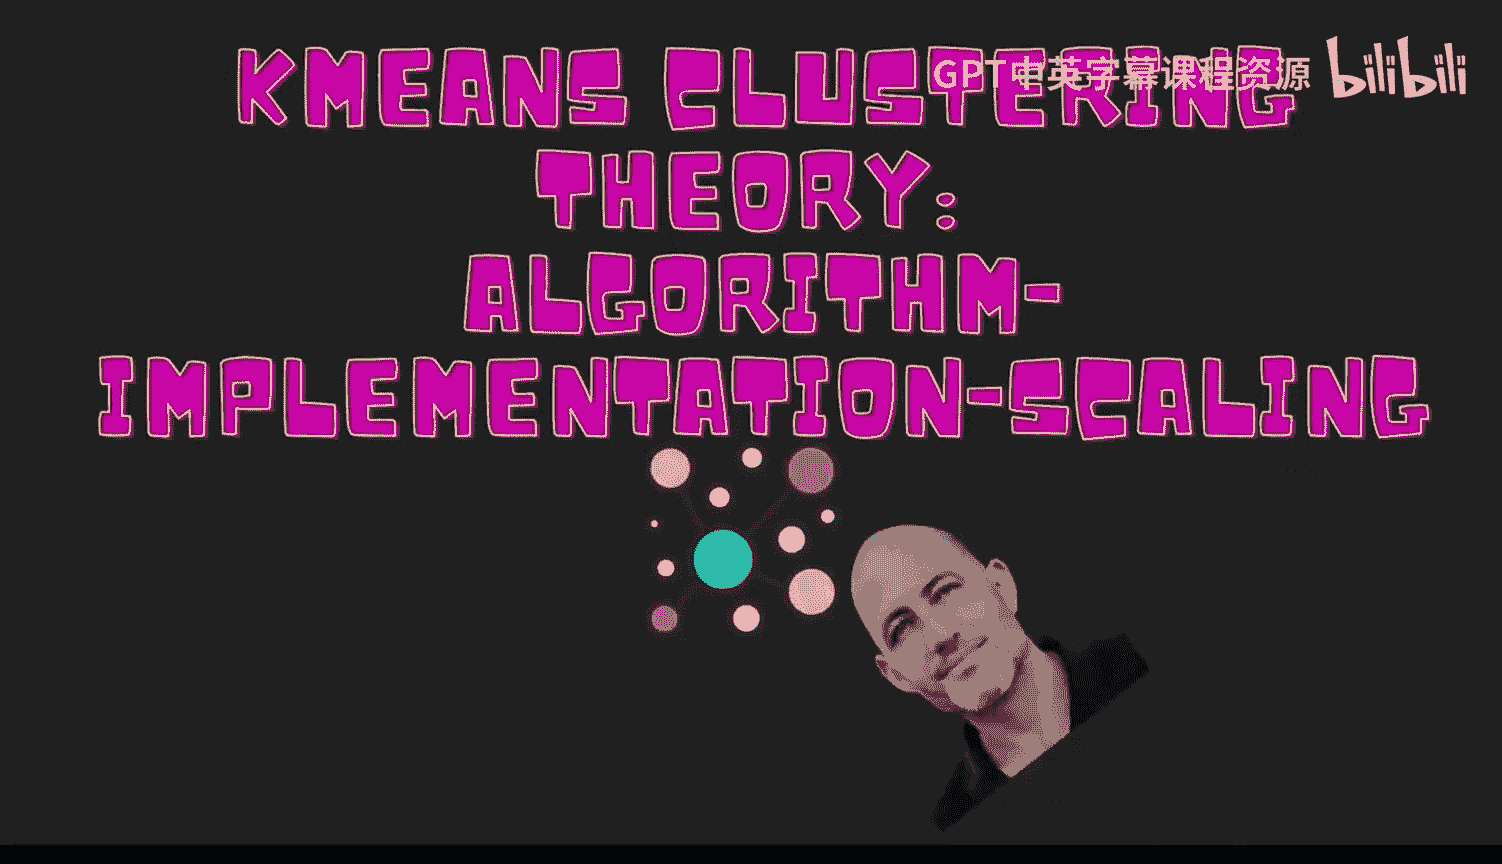 KMEANS CLUSTERING
GPT中英字幕课程资源 bilibili
THEORY:
ALGORITHM-
IMPLEMENTATION-SCALING